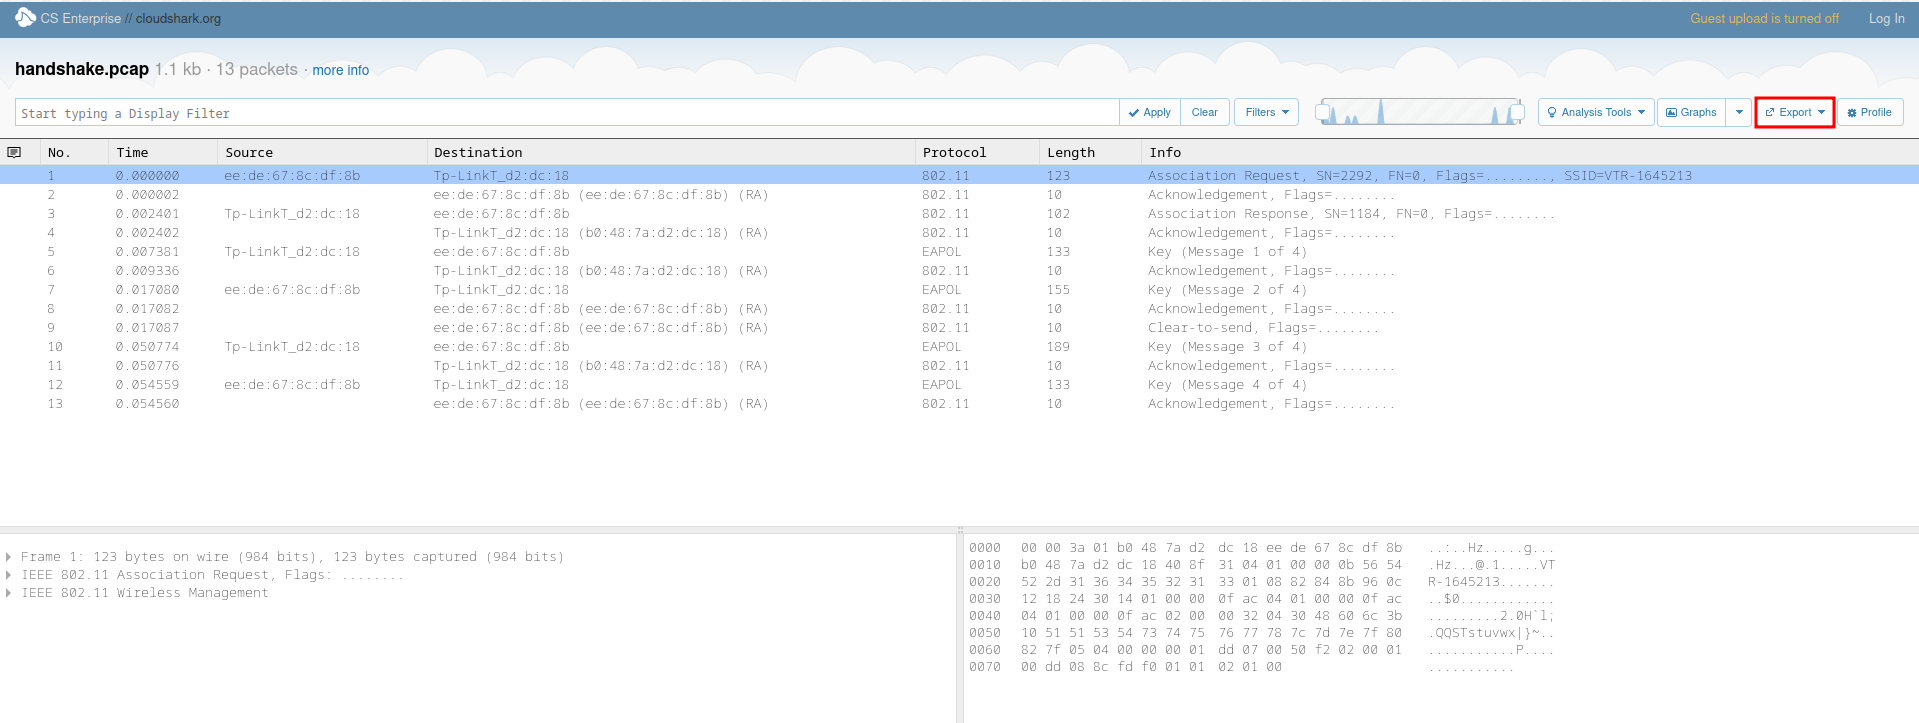 CS Enterprise // cloudshark.org Guest upload is turned off Log In
handshake.pcap 1.1 kb · 13 packets · more info
Start typing a Display Filter Apply Clear Filters Analysis Tools Graphs Export Profile
No. Time Source Destination Protocol Length Info
1 0.000000 ee:de:67:8c:df:8b Tp-LinkT_d2:dc:18 802.11 123 Association Request, SN=2292, FN=0, Flags=........, SSID=VTR-1645213
2 0.000002 ee:de:67:8c:df:8b (ee:de:67:8c:df:8b) (RA) 802.11 10 Acknowledgement, Flags=........
3 0.002401 Tp-LinkT_d2:dc:18 ee:de:67:8c:df:8b 802.11 102 Association Response, SN=1184, FN=0, Flags=........
4 0.002402 Tp-LinkT_d2:dc:18 (b0:48:7a:d2:dc:18) (RA) 802.11 10 Acknowledgement, Flags=........
5 0.007381 Tp-LinkT_d2:dc:18 ee:de:67:8c:df:8b EAPOL 133 Key (Message 1 of 4)
6 0.009336 Tp-LinkT_d2:dc:18 (b0:48:7a:d2:dc:18) (RA) 802.11 10 Acknowledgement, Flags=........
7 0.017080 ee:de:67:8c:df:8b Tp-LinkT_d2:dc:18 EAPOL 155 Key (Message 2 of 4)
8 0.017082 ee:de:67:8c:df:8b (ee:de:67:8c:df:8b) (RA) 802.11 10 Acknowledgement, Flags=........
9 0.017087 ee:de:67:8c:df:8b (ee:de:67:8c:df:8b) (RA) 802.11 10 Clear-to-send, Flags=........
10 0.050774 Tp-LinkT_d2:dc:18 ee:de:67:8c:df:8b EAPOL 189 Key (Message 3 of 4)
11 0.050776 Tp-LinkT_d2:dc:18 (b0:48:7a:d2:dc:18) (RA) 802.11 10 Acknowledgement, Flags=........
12 0.054559 ee:de:67:8c:df:8b Tp-LinkT_d2:dc:18 EAPOL 133 Key (Message 4 of 4)
13 0.054560 ee:de:67:8c:df:8b (ee:de:67:8c:df:8b) (RA) 802.11 10 Acknowledgement, Flags=........
Frame 1: 123 bytes on wire (984 bits), 123 bytes captured (984 bits)
IEEE 802.11 Association Request, Flags: ........
IEEE 802.11 Wireless Management
0000 00 00 3a 01 b0 48 7a d2 dc 18 ee de 67 8c df 8b ..:..Hz.....g...
0010 b0 48 7a d2 dc 18 40 8f 31 04 01 00 00 0b 56 54 .Hz...@.1.....VT
0020 52 2d 31 36 34 35 32 31 33 01 08 82 84 8b 96 0c R-1645213.......
0030 12 18 24 30 14 01 00 00 0f ac 04 01 00 00 0f ac ..$0............
0040 04 01 00 00 0f ac 02 00 00 32 04 30 48 60 6c 3b .........2.0H`l;
0050 10 51 51 53 54 73 74 75 76 77 78 7c 7d 7e 7f 80 .QQSTstuvwx|}~..
0060 82 7f 05 04 00 00 00 01 dd 07 00 50 f2 02 00 01 ...........P....
0070 00 dd 08 8c fd f0 01 01 02 01 00 ...........